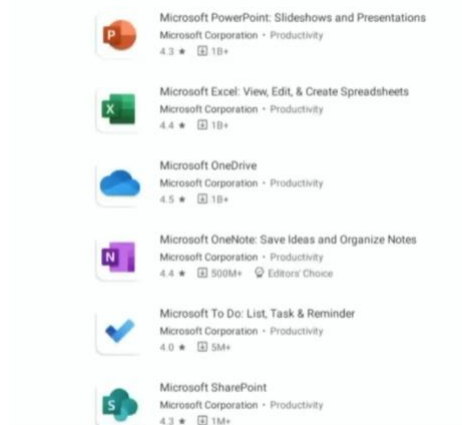 P
Microsoft PowerPoint: Slideshows and Presentations
Microsoft Corporation • Productivity
4.3 ★ 1B+
X
Microsoft Excel: View, Edit, & Create Spreadsheets
Microsoft Corporation • Productivity
4.4 ★ 1B+
Microsoft OneDrive
Microsoft Corporation • Productivity
4.5 ★ 1B+
N
Microsoft OneNote: Save Ideas and Organize Notes
Microsoft Corporation • Productivity
4.4 ★ 500M+ Editors' Choice
Microsoft To Do: List, Task & Reminder
Microsoft Corporation • Productivity
4.0 ★ 5M+
S
Microsoft SharePoint
Microsoft Corporation • Productivity
4.3 ★ 1M+